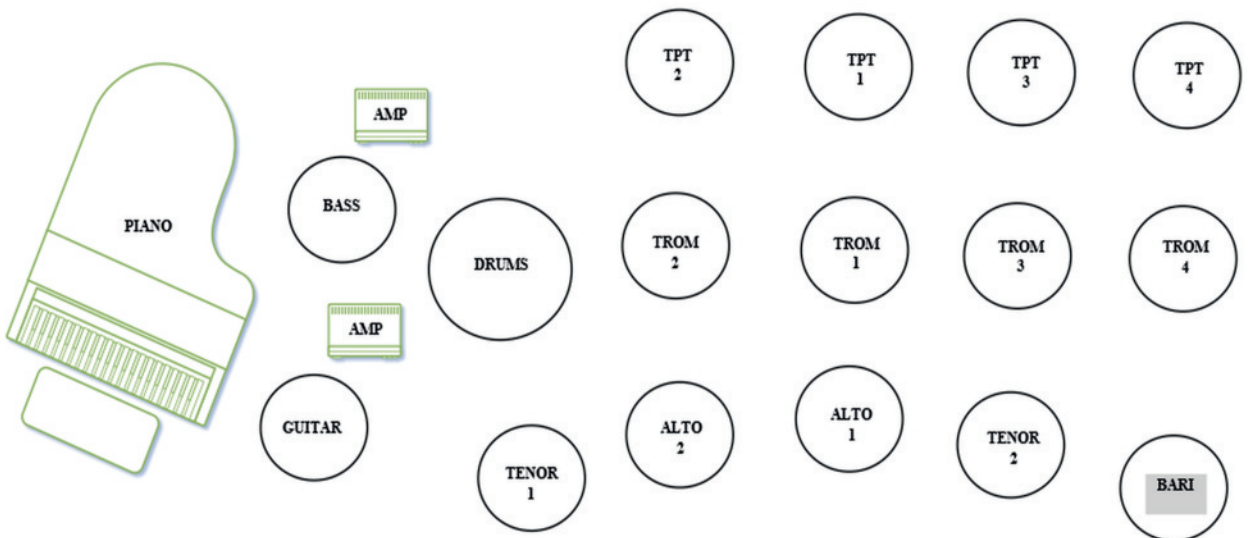 TPT
2
TPT
1
TPT
3
TPT
4
AMP
PIANO
BASS
DRUMS
TROM
2
TROM
1
TROM
3
TROM
4
AMP
GUITAR
TENOR
1
ALTO
2
ALTO
1
TENOR
2
BARI